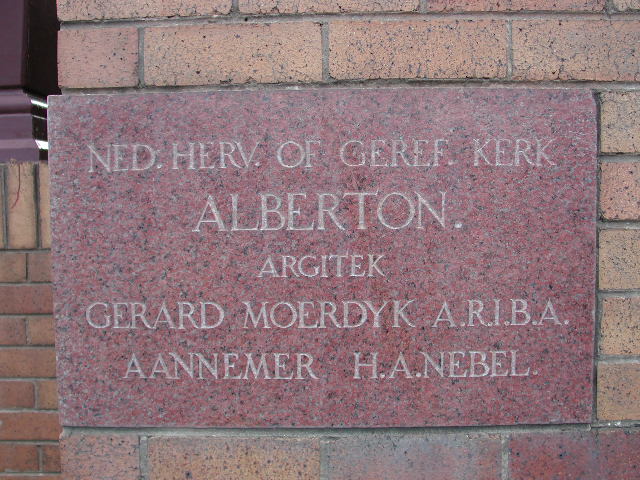 NED. HERV. OF GEREF. KERK
ALBERTON.
ARGITEK
GERARD MOERDYK A.R.I.B.A.
AANNEMER H.A.NEBEL.